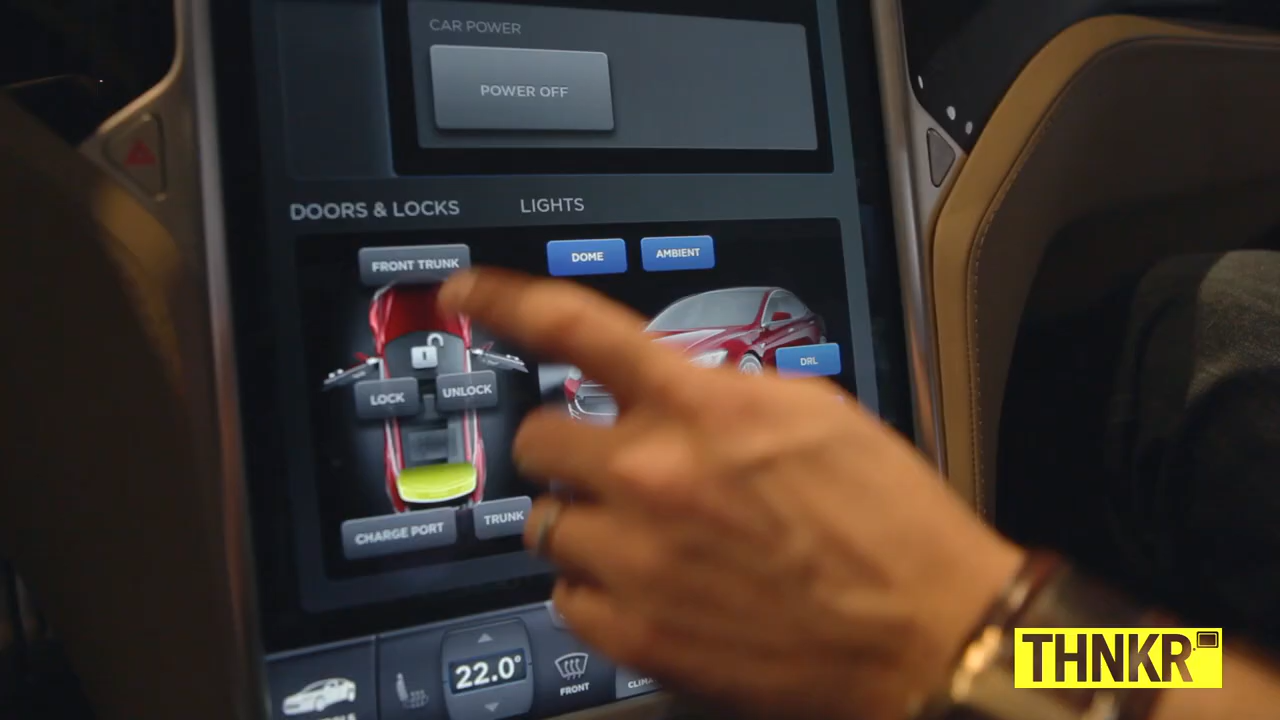 CAR POWER
POWER OFF
DOORS & LOCKS
LIGHTS
FRONT TRUNK
DOME
AMBIENT
DRL
LOCK
UNLOCK
CHARGE PORT
TRUNK
22.0°
FRONT
THNKR